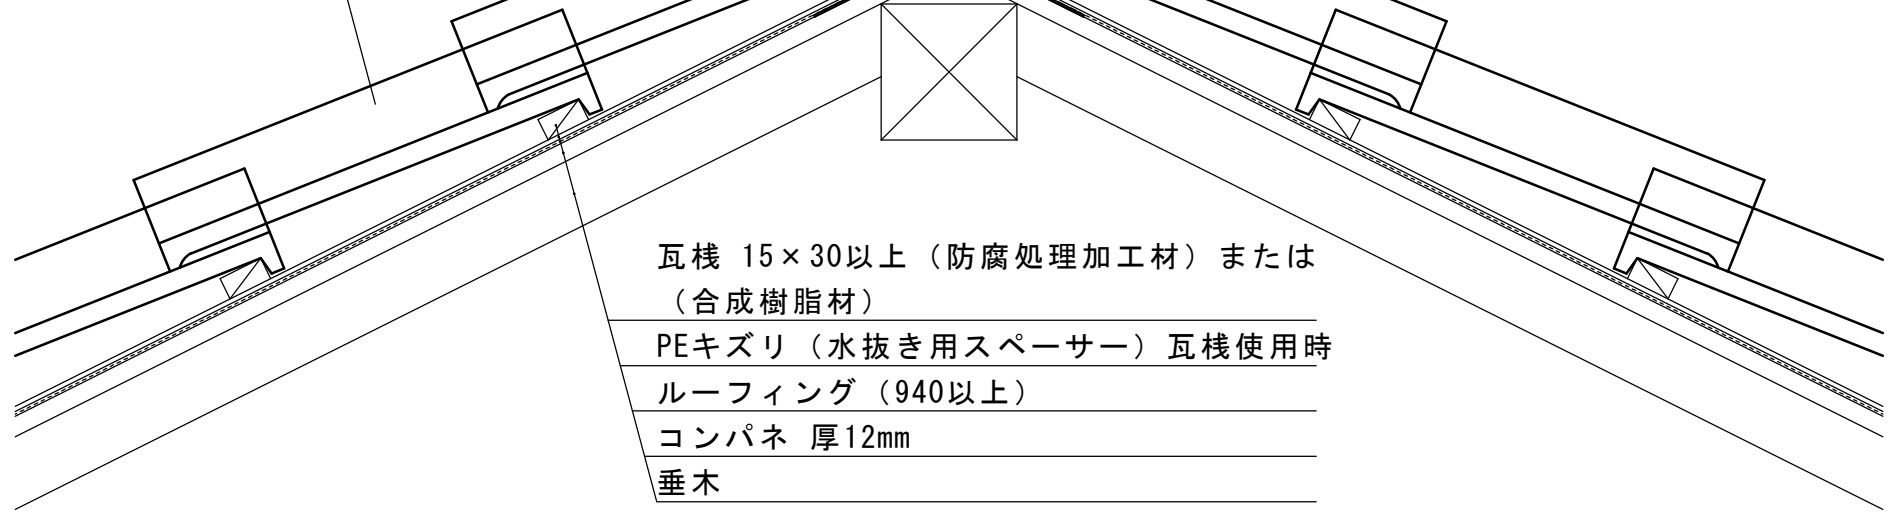 瓦桟 15×30以上（防腐処理加工材）または
（合成樹脂材）
PEキズリ（水抜き用スペーサー）瓦桟使用時
ルーフィング（940以上）
コンパネ 厚12mm
垂木